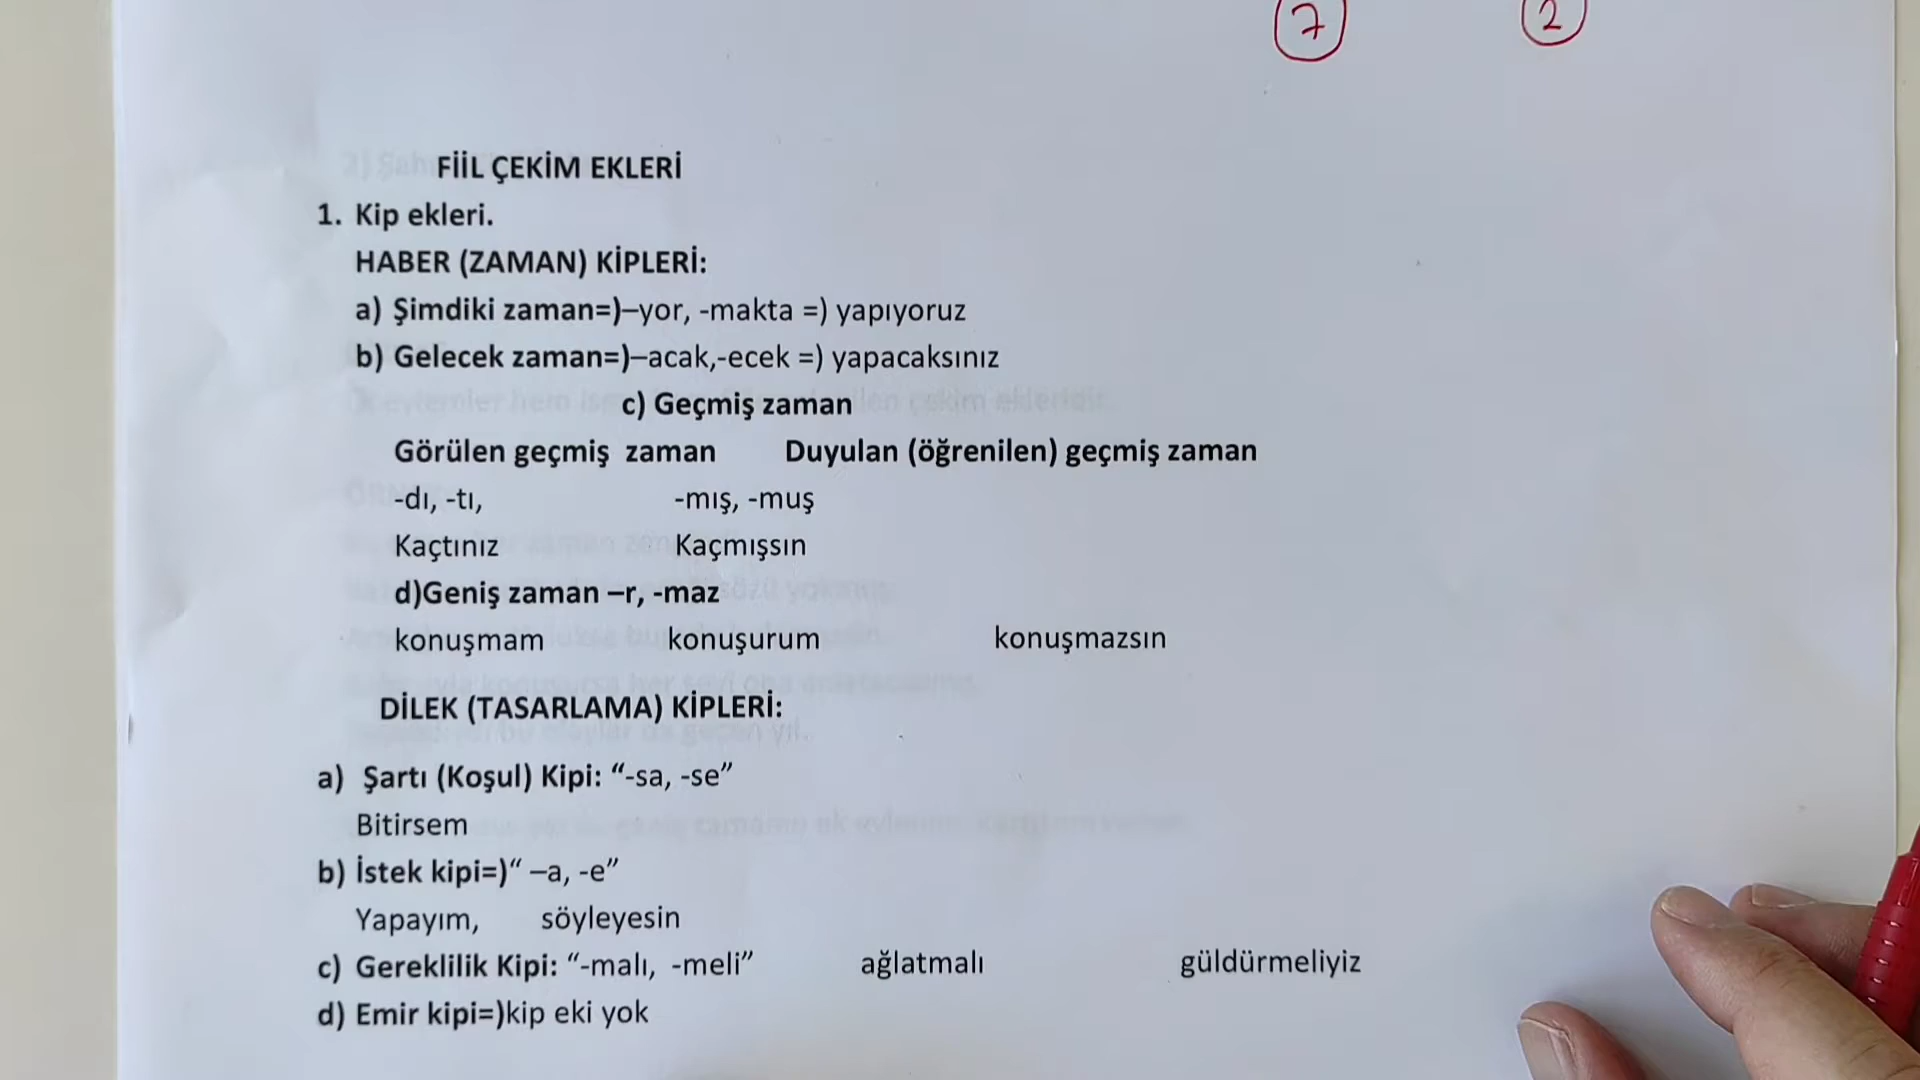 7 2
FİİL ÇEKİM EKLERİ
1. Kip ekleri.
HABER (ZAMAN) KİPLERİ:
a) Şimdiki zaman=)–yor, -makta =) yapıyoruz
b) Gelecek zaman=)–acak,-ecek =) yapacaksınız
c) Geçmiş zaman
Görülen geçmiş zaman Duyulan (öğrenilen) geçmiş zaman
-dı, -tı, -mış, -muş
Kaçtınız Kaçmışsın
d)Geniş zaman –r, -maz
konuşmam konuşurum konuşmazsın
DİLEK (TASARLAMA) KİPLERİ:
a) Şartı (Koşul) Kipi: “-sa, -se”
Bitirsem
b) İstek kipi=)“ –a, -e”
Yapayım, söyleyesin
c) Gereklilik Kipi: “-malı, -meli” ağlatmalı güldürmeliyiz
d) Emir kipi=)kip eki yok